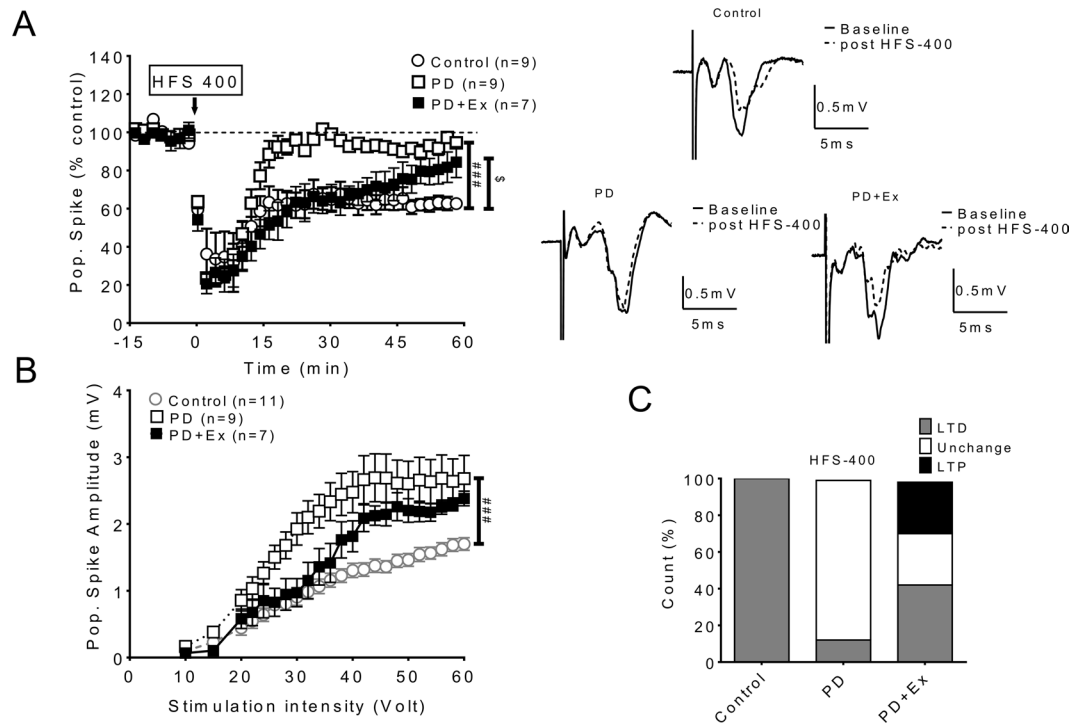 A
HFS 400
Control (n=9)
PD (n=9)
PD+Ex (n=7)
Pop. Spike (% control)
140
120
100
80
60
40
20
0
-15 0 15 30 45 60
Time (min)
###
$
Control
Baseline
post HFS-400
0.5mV
5ms
PD
Baseline
post HFS-400
0.5mV
5ms
PD+Ex
Baseline
post HFS-400
0.5mV
5ms
B
Control (n=11)
PD (n=9)
PD+Ex (n=7)
Pop. Spike Amplitude (mV)
4
3
2
1
0
0 10 20 30 40 50 60
Stimulation intensity (Volt)
###
C
LTD
Unchange
LTP
HFS-400
Count (%)
100
80
60
40
20
0
Control
PD
PD+Ex